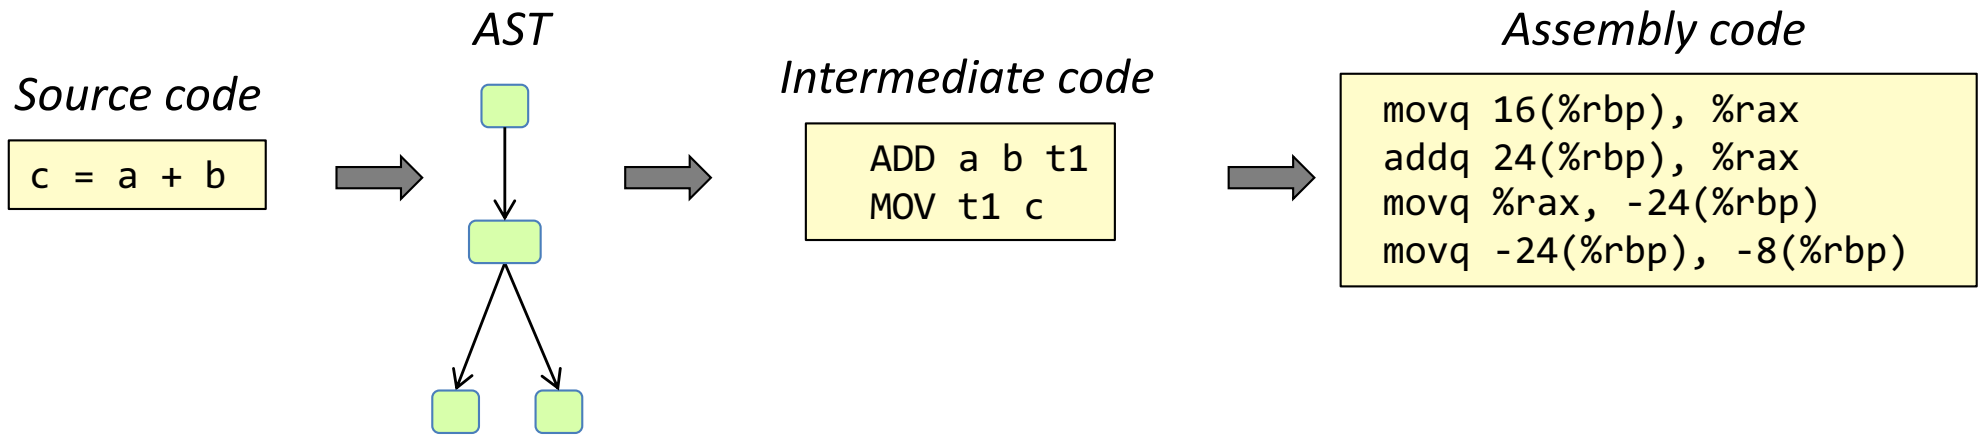 Source code
c = a + b
AST
Intermediate code
ADD a b t1
MOV t1 c
Assembly code
movq 16(%rbp), %rax
addq 24(%rbp), %rax
movq %rax, -24(%rbp)
movq -24(%rbp), -8(%rbp)